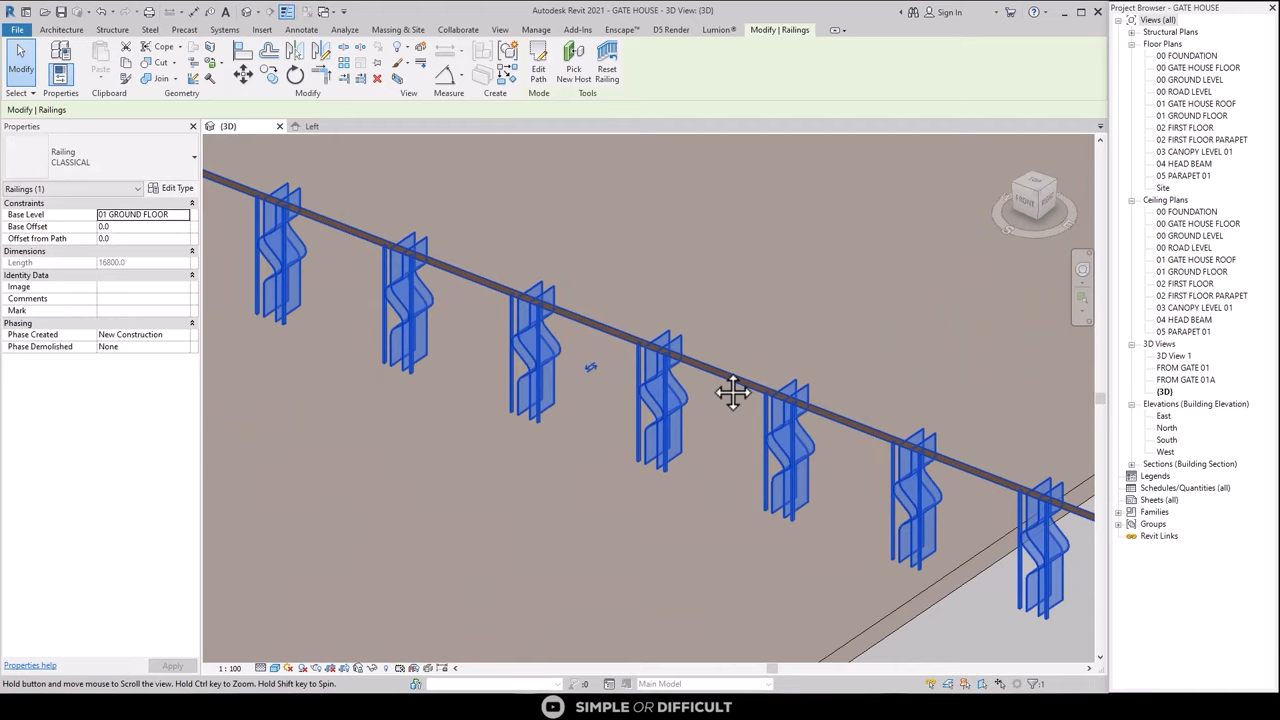 Autodesk Revit 2021 - GATE HOUSE - 3D View: {3D}
Sign In
File Architecture Structure Steel Precast Systems Insert Annotate Analyze Massing & Site Collaborate View Manage Add-Ins Enscape™ D5 Render Lumion® Modify | Railings
Modify
Paste
Cope
Cut
Join
Edit Path
Pick New Host
Reset Railing
Select Properties Clipboard Geometry Modify View Measure Create Mode Tools
Modify | Railings
Properties
{3D}
Left
Railing
CLASSICAL
Railings (1)
Edit Type
Constraints
Base Level 01 GROUND FLOOR
Base Offset 0.0
Offset from Path 0.0
Dimensions
Length 16800.0
Identity Data
Image
Comments
Mark
Phasing
Phase Created New Construction
Phase Demolished None
Properties help
Apply
TOP
FRONT
1 : 100
Hold button and move mouse to Scroll the view. Hold Ctrl key to Zoom. Hold Shift key to Spin.
:0
Main Model
:1
Project Browser - GATE HOUSE
Views (all)
Structural Plans
Floor Plans
00 FOUNDATION
00 GATE HOUSE FLOOR
00 GROUND LEVEL
00 ROAD LEVEL
01 GATE HOUSE ROOF
01 GROUND FLOOR
02 FIRST FLOOR
02 FIRST FLOOR PARAPET
03 CANOPY LEVEL 01
04 HEAD BEAM
05 PARAPET 01
Site
Ceiling Plans
00 FOUNDATION
00 GATE HOUSE FLOOR
00 GROUND LEVEL
00 ROAD LEVEL
01 GATE HOUSE ROOF
01 GROUND FLOOR
02 FIRST FLOOR
02 FIRST FLOOR PARAPET
03 CANOPY LEVEL 01
04 HEAD BEAM
05 PARAPET 01
3D Views
3D View 1
FROM GATE 01
FROM GATE 01A
{3D}
Elevations (Building Elevation)
East
North
South
West
Sections (Building Section)
Legends
Schedules/Quantities (all)
Sheets (all)
Families
Groups
Revit Links
SIMPLE OR DIFFICULT